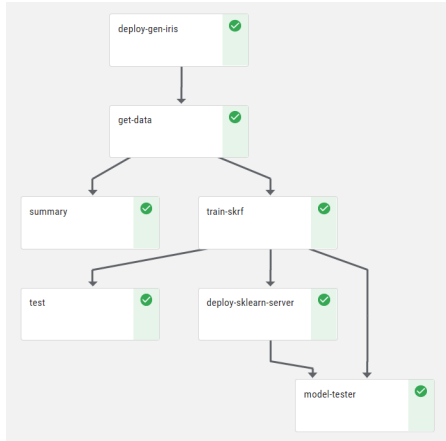 deploy-gen-iris
get-data
summary
train-skrf
test
deploy-sklearn-server
model-tester